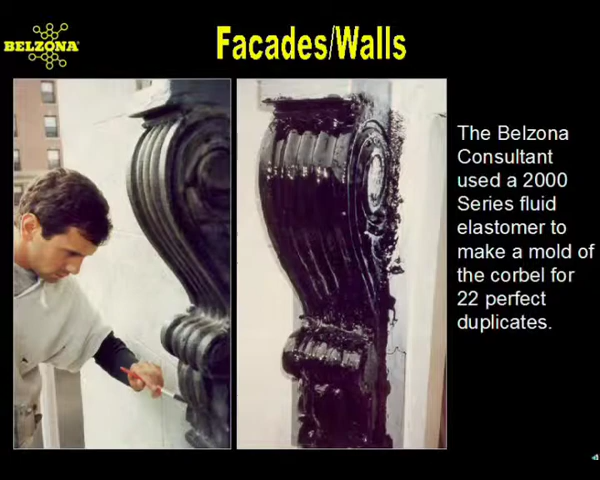 BELZONA
Facades/Walls
The Belzona
Consultant
used a 2000
Series fluid
elastomer to
make a mold of
the corbel for
22 perfect
duplicates.